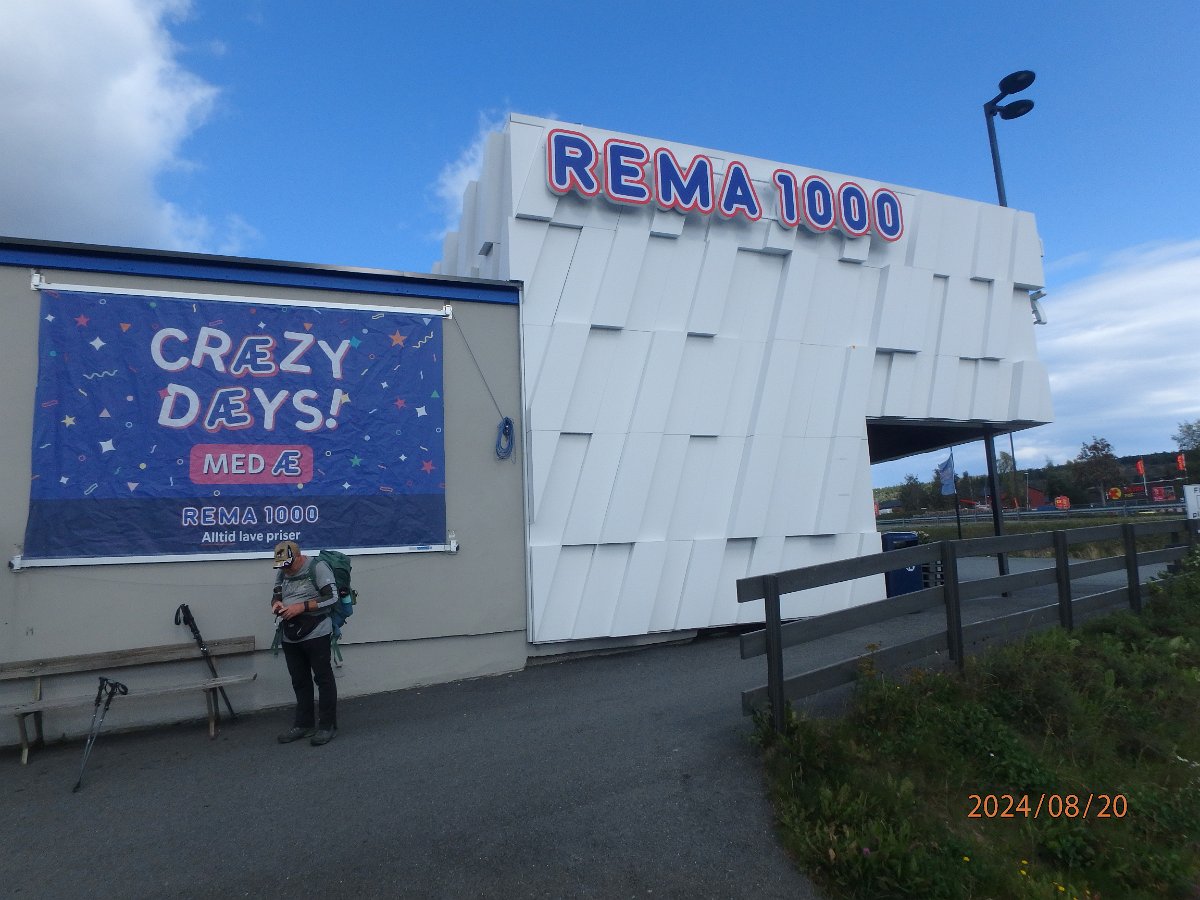 REMA 1000
CRÆZY
DÆYS!
MED Æ
REMA 1000
Alltid lave priser
2024/08/20